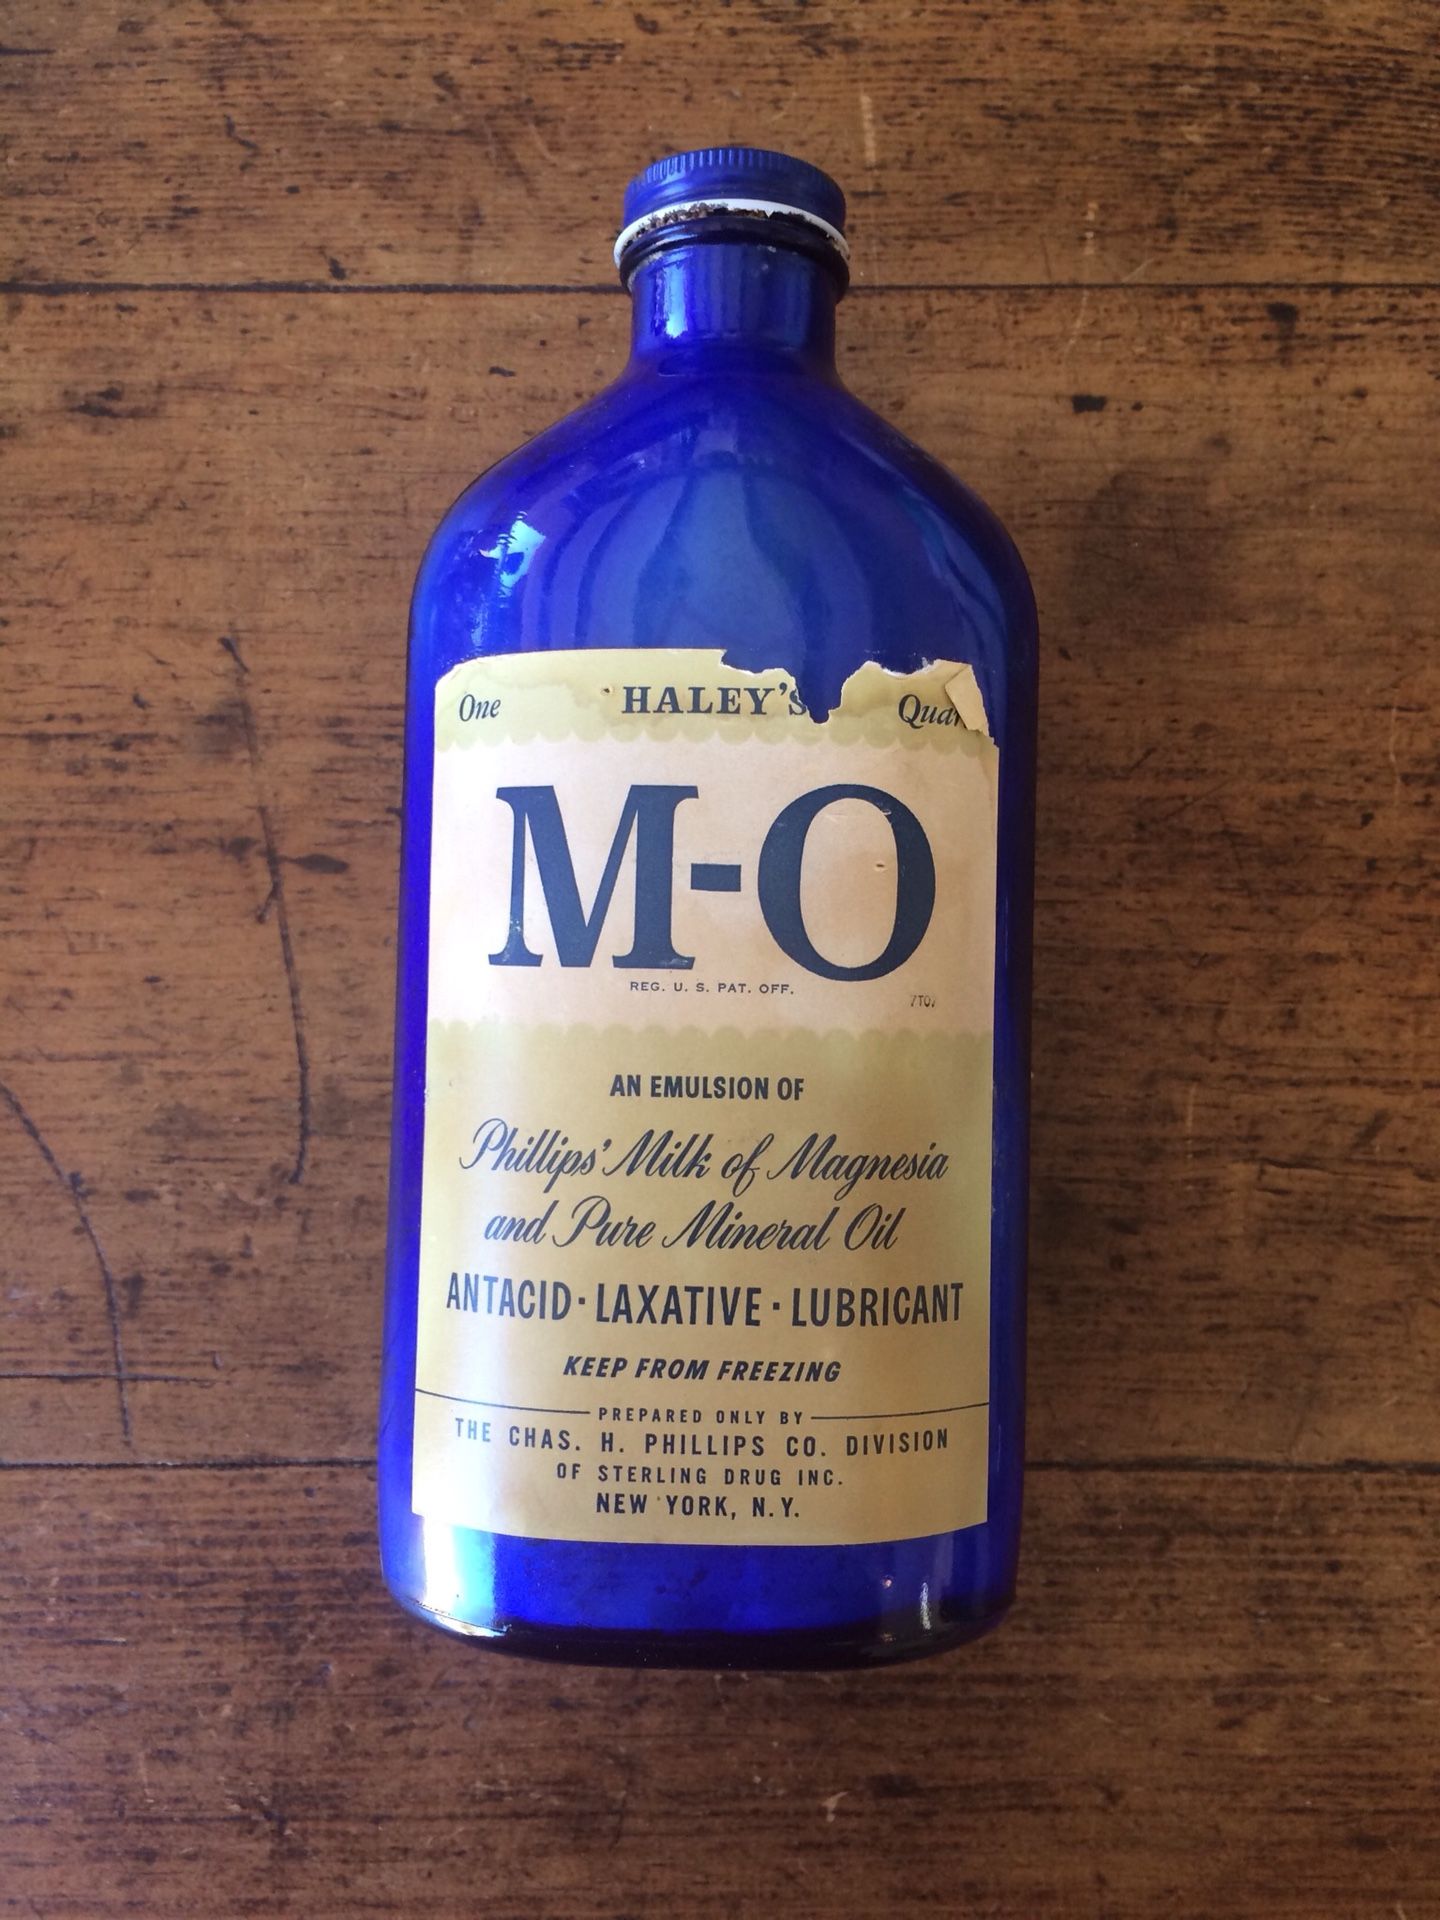 One HALEY'S
M-O
REG. U. S. PAT. OFF.
AN EMULSION OF
Phillips' Milk of Magnesia
and Pure Mineral Oil
ANTACID · LAXATIVE · LUBRICANT
KEEP FROM FREEZING
PREPARED ONLY BY
THE CHAS. H. PHILLIPS CO. DIVISION
OF STERLING DRUG INC.
NEW YORK, N.Y.